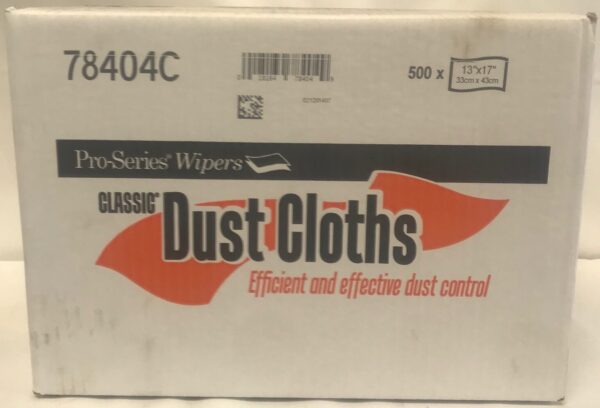 78404C
500 x
13"x17"
33cm x 43cm
Pro-Series® Wipers
CLASSIC®
Dust Cloths
Efficient and effective dust control